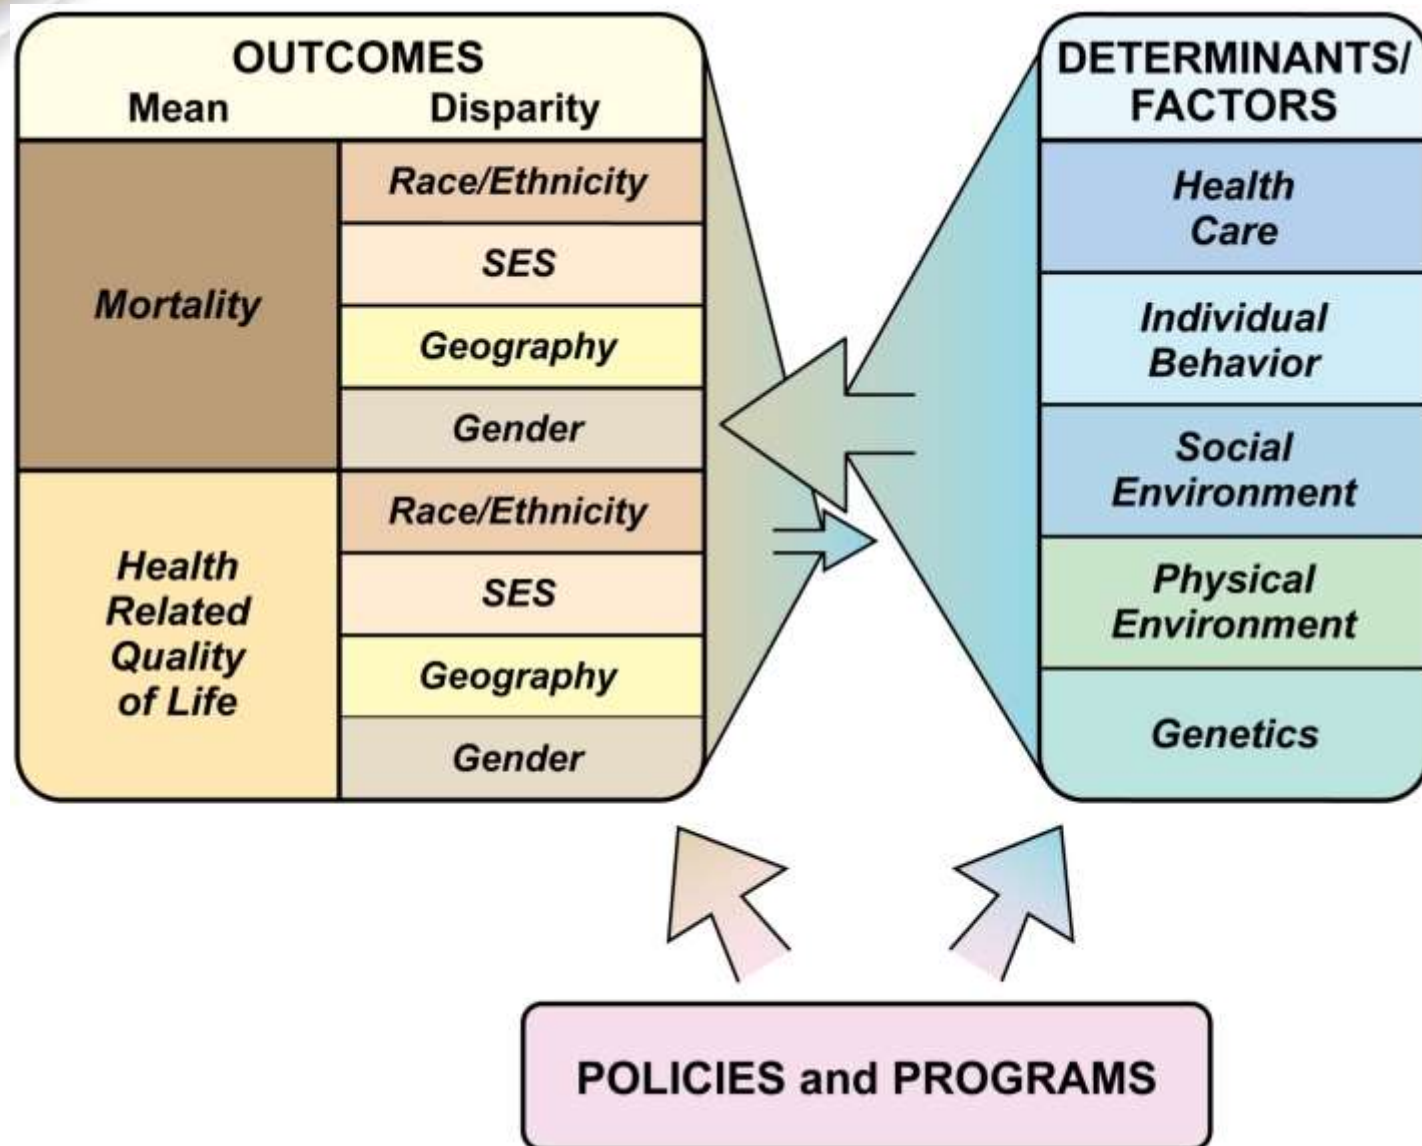 OUTCOMES
Mean Disparity
Mortality
Race/Ethnicity
SES
Geography
Gender
Health
Related
Quality
of Life
Race/Ethnicity
SES
Geography
Gender
DETERMINANTS/
FACTORS
Health
Care
Individual
Behavior
Social
Environment
Physical
Environment
Genetics
POLICIES and PROGRAMS